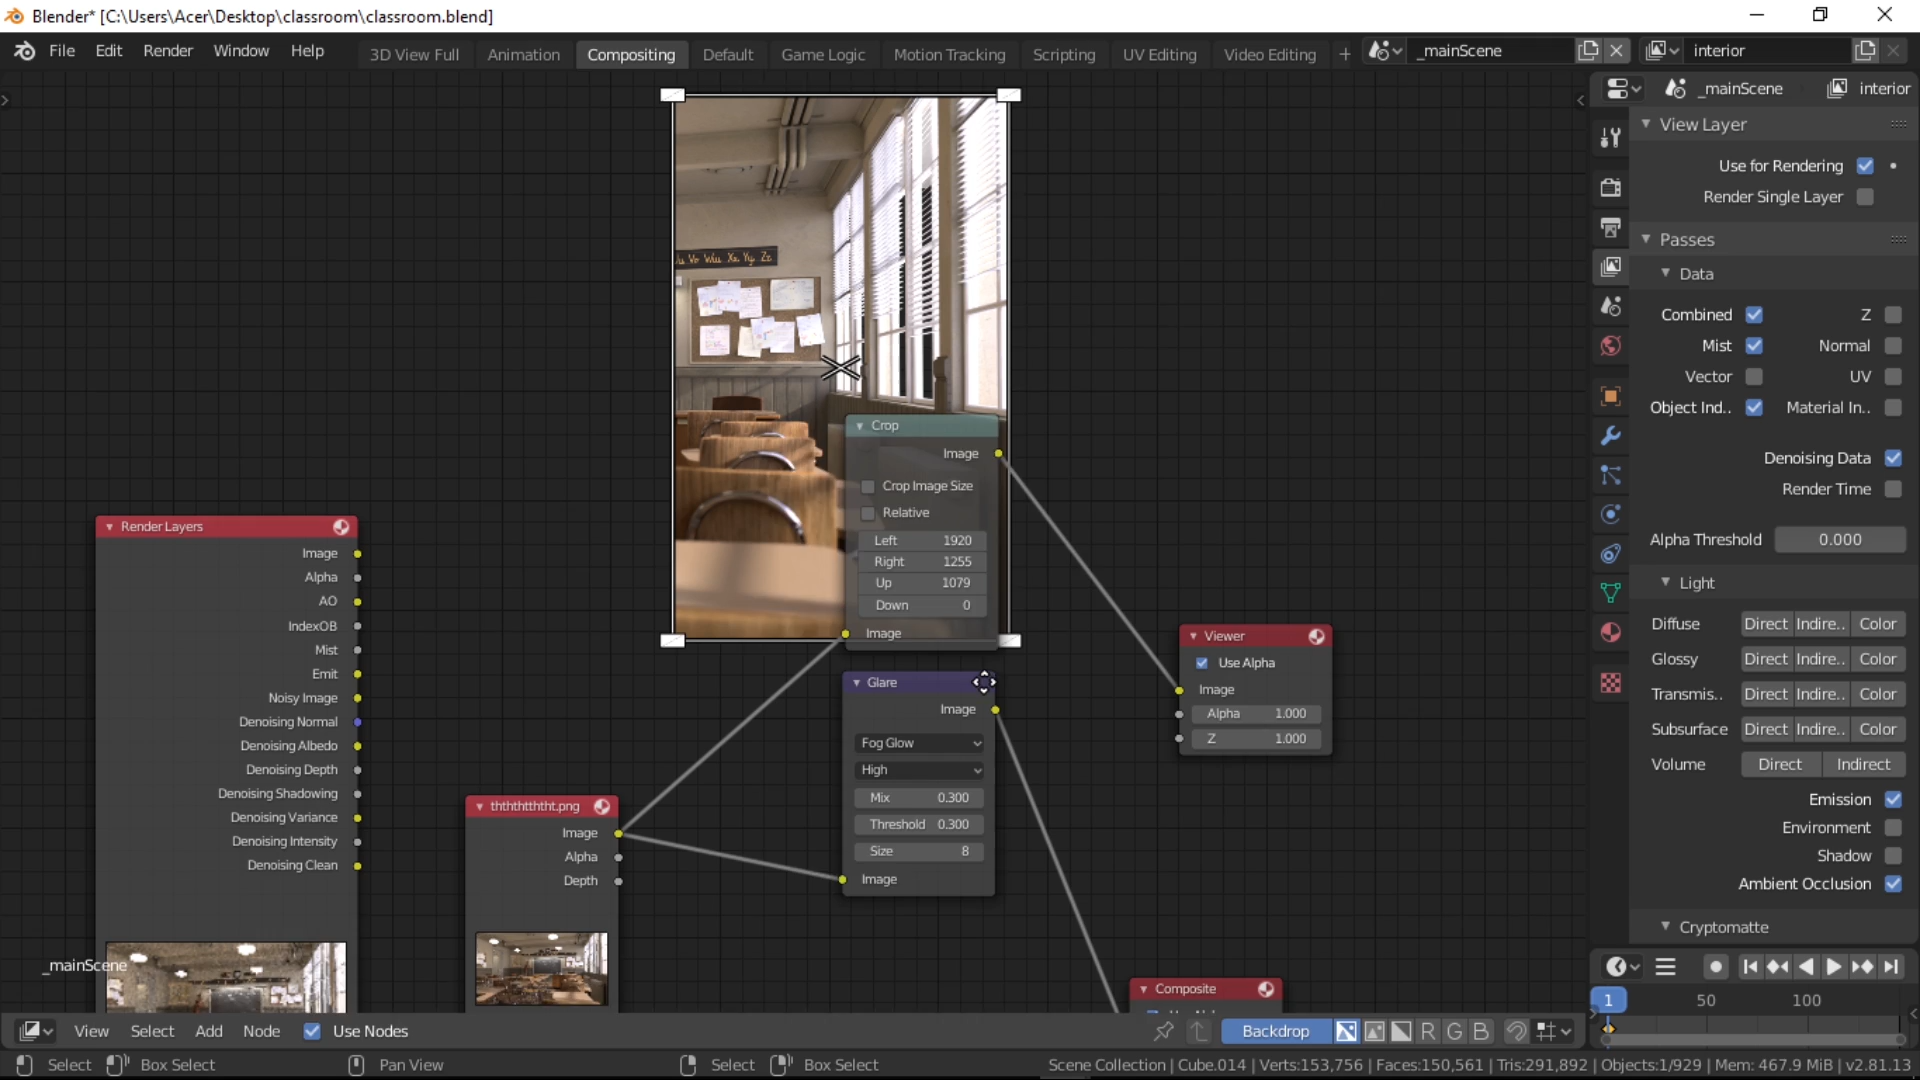 Blender* [C:\Users\Acer\Desktop\classroom\classroom.blend]
File Edit Render Window Help
3D View Full Animation Compositing Default Game Logic Motion Tracking Scripting UV Editing Video Editing +
_mainScene
interior
_mainScene interior
View Layer
Use for Rendering
Render Single Layer
Passes
Data
Combined Z
Mist Normal
Vector UV
Object Ind.. Material In..
Denoising Data
Render Time
Alpha Threshold 0.000
Light
Diffuse Direct Indire.. Color
Glossy Direct Indire.. Color
Transmis.. Direct Indire.. Color
Subsurface Direct Indire.. Color
Volume Direct Indirect
Emission
Environment
Shadow
Ambient Occlusion
Cryptomatte
Vv Ww Xx Yy Zz
Crop
Image
Crop Image Size
Relative
Left 1920
Right 1255
Up 1079
Down 0
Image
Render Layers
Image
Alpha
AO
IndexOB
Mist
Emit
Noisy Image
Denoising Normal
Denoising Albedo
Denoising Depth
Denoising Shadowing
Denoising Variance
Denoising Intensity
Denoising Clean
Glare
Image
Fog Glow
High
Mix 0.300
Threshold 0.300
Size 8
Image
Viewer
Use Alpha
Image
Alpha 1.000
Z 1.000
thththtththt.png
Image
Alpha
Depth
Composite
_mainScene
1 50 100
View Select Add Node Use Nodes
Backdrop R G B
Select Box Select Pan View Select Box Select
Scene Collection | Cube.014 | Verts:153,756 | Faces:150,561 | Tris:291,892 | Objects:1/929 | Mem: 467.9 MiB | v2.81.13